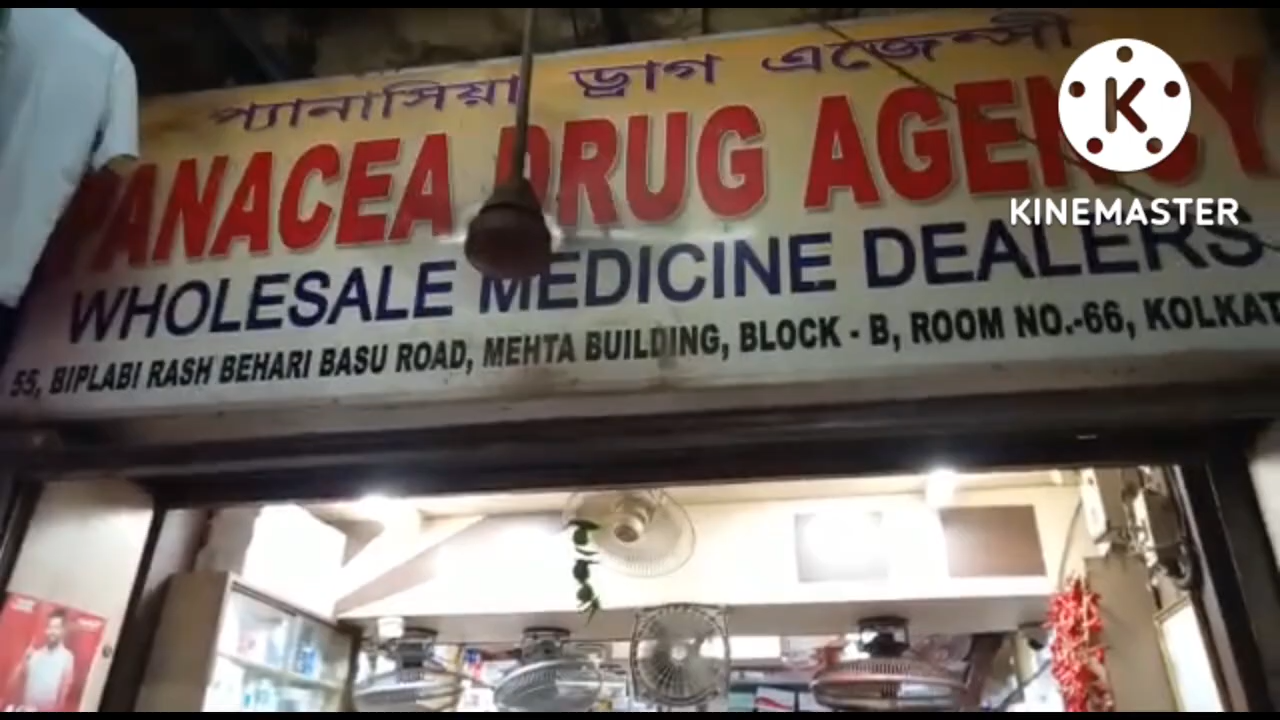 প্যানাসিয়া ড্রাগ এজেন্সী
PANACEA DRUG AGENCY
WHOLESALE MEDICINE DEALERS
55, BIPLABI RASH BEHARI BASU ROAD, MEHTA BUILDING, BLOCK - B, ROOM NO.-66, KOLKAT
K
KINEMASTER